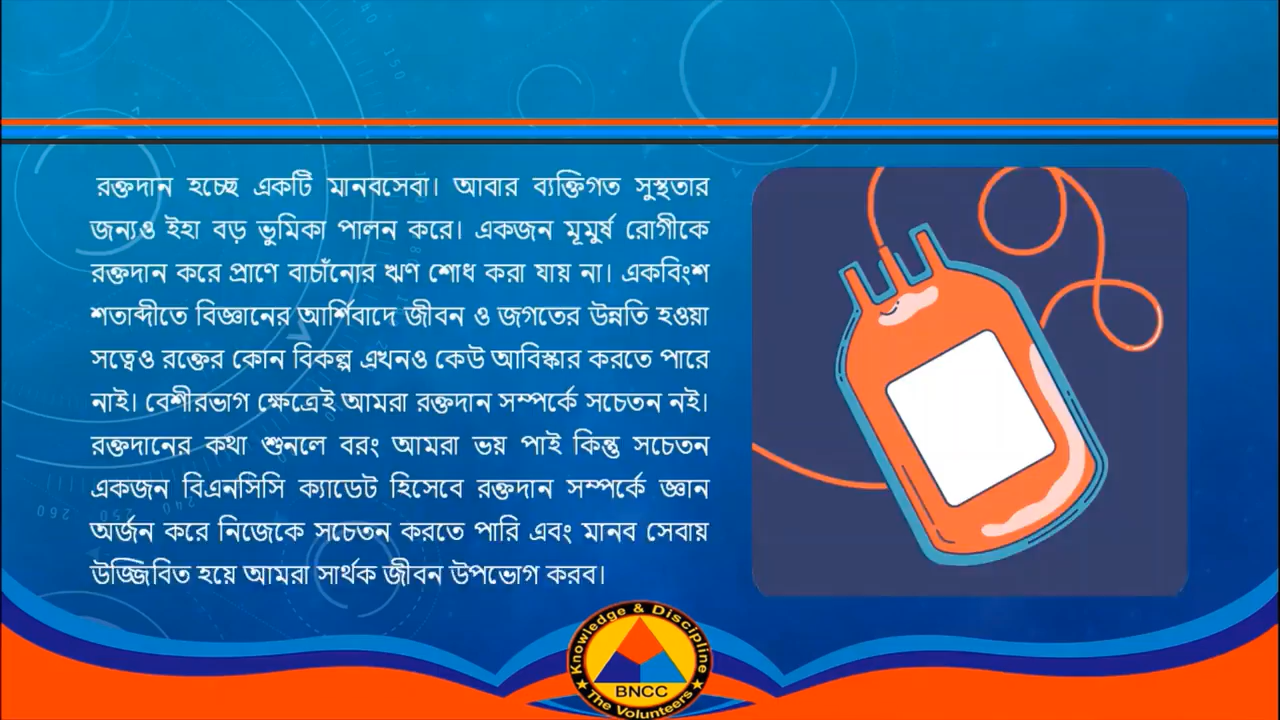 রক্তদান হচ্ছে একটি মানবসেবা। আবার ব্যক্তিগত সুস্থতার
জন্যও ইহা বড় ভুমিকা পালন করে। একজন মূমুর্ষ রোগীকে
রক্তদান করে প্রাণে বাচাঁনোর ঋণ শোধ করা যায় না। একবিংশ
শতাব্দীতে বিজ্ঞানের আর্শিবাদে জীবন ও জগতের উন্নতি হওয়া
সত্বেও রক্তের কোন বিকল্প এখনও কেউ আবিস্কার করতে পারে
নাই। বেশীরভাগ ক্ষেত্রেই আমরা রক্তদান সম্পর্কে সচেতন নই।
রক্তদানের কথা শুনলে বরং আমরা ভয় পাই কিন্তু সচেতন
একজন বিএনসিসি ক্যাডেট হিসেবে রক্তদান সম্পর্কে জ্ঞান
অর্জন করে নিজেকে সচেতন করতে পারি এবং মানব সেবায়
উজ্জিবিত হয়ে আমরা সার্থক জীবন উপভোগ করব।
Knowledge & Discipline
BNCC
The Volunteers